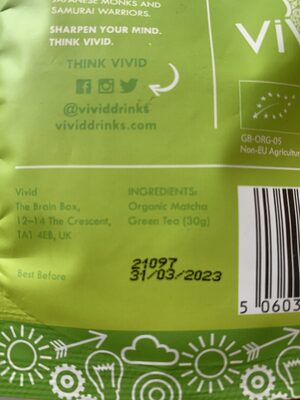 JAPANESE MONKS AND
SAMURAI WARRIORS.
SHARPEN YOUR MIND.
THINK VIVID.
THINK VIVID
@vividdrinks
vividdrinks.com
GB-ORG-05
Non-EU Agricultur
Vivid
The Brain Box,
12–14 The Crescent,
TA1 4EB, UK
INGREDIENTS:
Organic Matcha
Green Tea (30g)
Best Before
21097
31/03/2023
5 0603